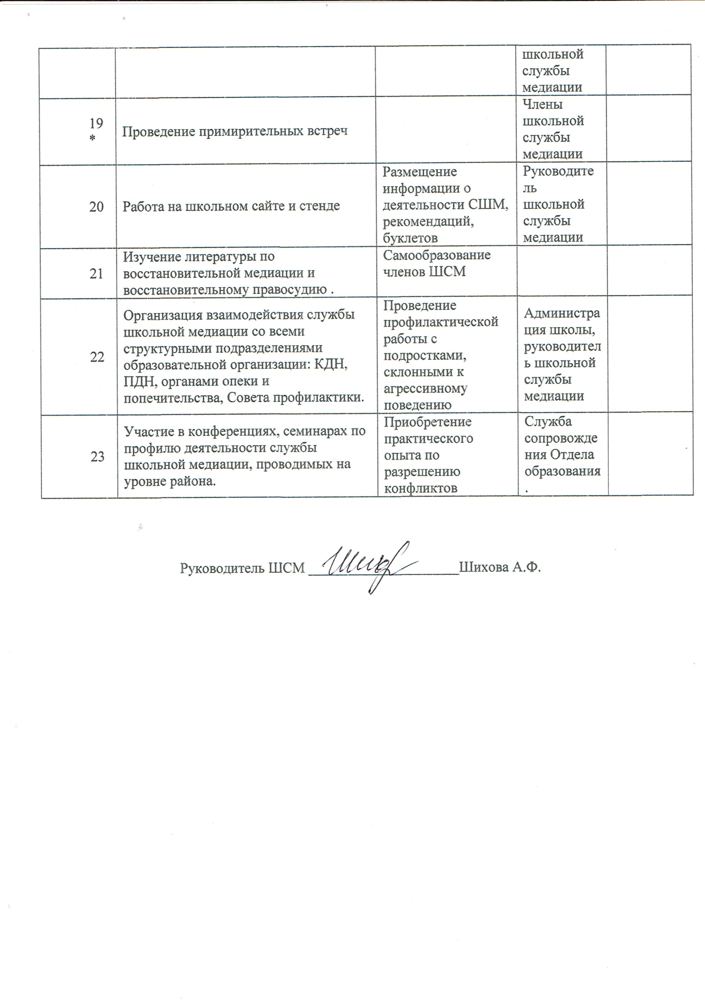 школьной
службы
медиации
19
*
Проведение примирительных встреч
Члены
школьной
службы
медиации
20
Работа на школьном сайте и стенде
Размещение
информации о
деятельности СШМ,
рекомендаций,
буклетов
Руководите
ль
школьной
службы
медиации
21
Изучение литературы по
восстановительной медиации и
восстановительному правосудию .
Самообразование
членов ШСМ
22
Организация взаимодействия службы
школьной медиации со всеми
структурными подразделениями
образовательной организации: КДН,
ПДН, органами опеки и
попечительства, Совета профилактики.
Проведение
профилактической
работы с
подростками,
склонными к
агрессивному
поведению
Администра
ция школы,
руководител
ь школьной
службы
медиации
23
Участие в конференциях, семинарах по
профилю деятельности службы
школьной медиации, проводимых на
уровне района.
Приобретение
практического
опыта по
разрешению
конфликтов
Служба
сопровожде
ния Отдела
образования
.
Руководитель ШСМ ____________________Шихова А.Ф.